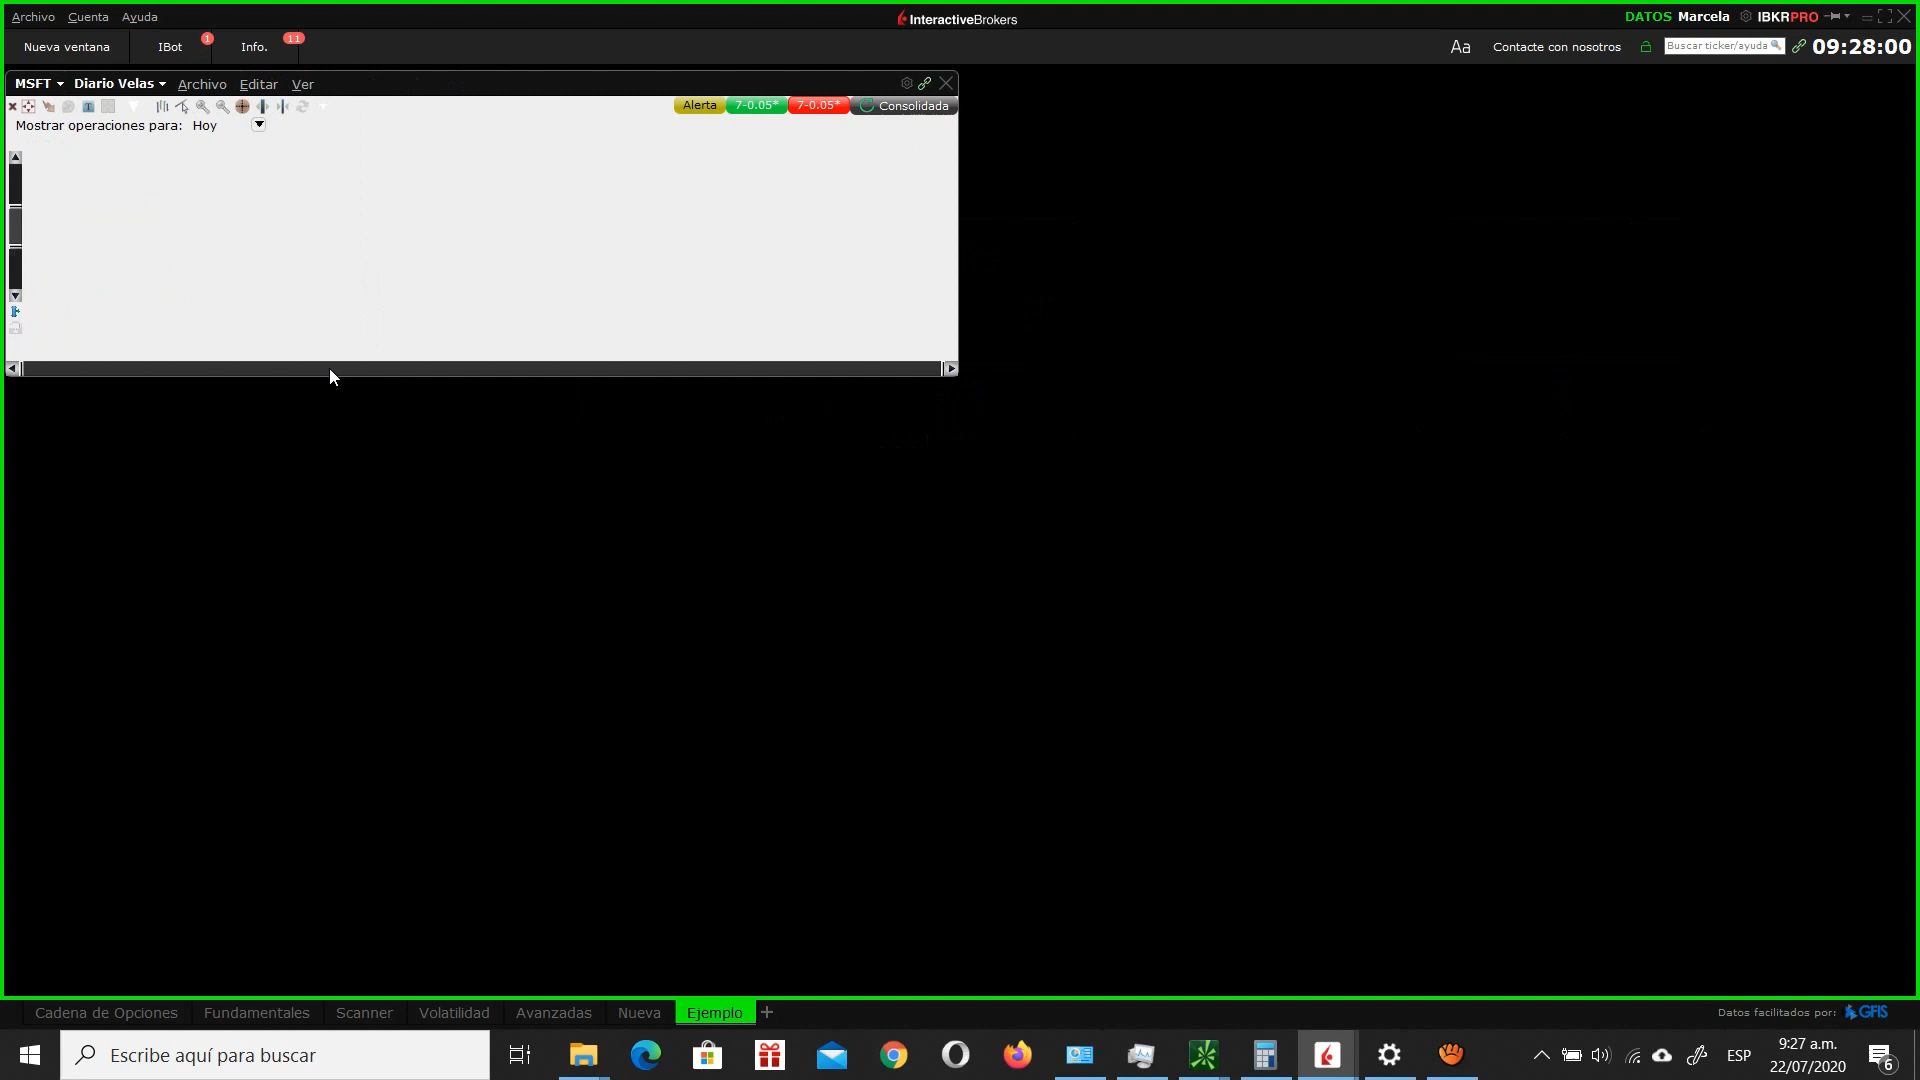 Archivo Cuenta Ayuda
InteractiveBrokers
DATOS Marcela IBKRPRO
Nueva ventana IBot 1 Info. 11
Aa Contacte con nosotros Buscar ticker/ayuda 09:28:00
MSFT Diario Velas Archivo Editar Ver
Alerta 7-0.05* 7-0.05* Consolidada
Mostrar operaciones para: Hoy
Cadena de Opciones Fundamentales Scanner Volatilidad Avanzadas Nueva Ejemplo +
Datos facilitados por: GFIS
Escribe aquí para buscar
ESP
9:27 a.m.
22/07/2020
6